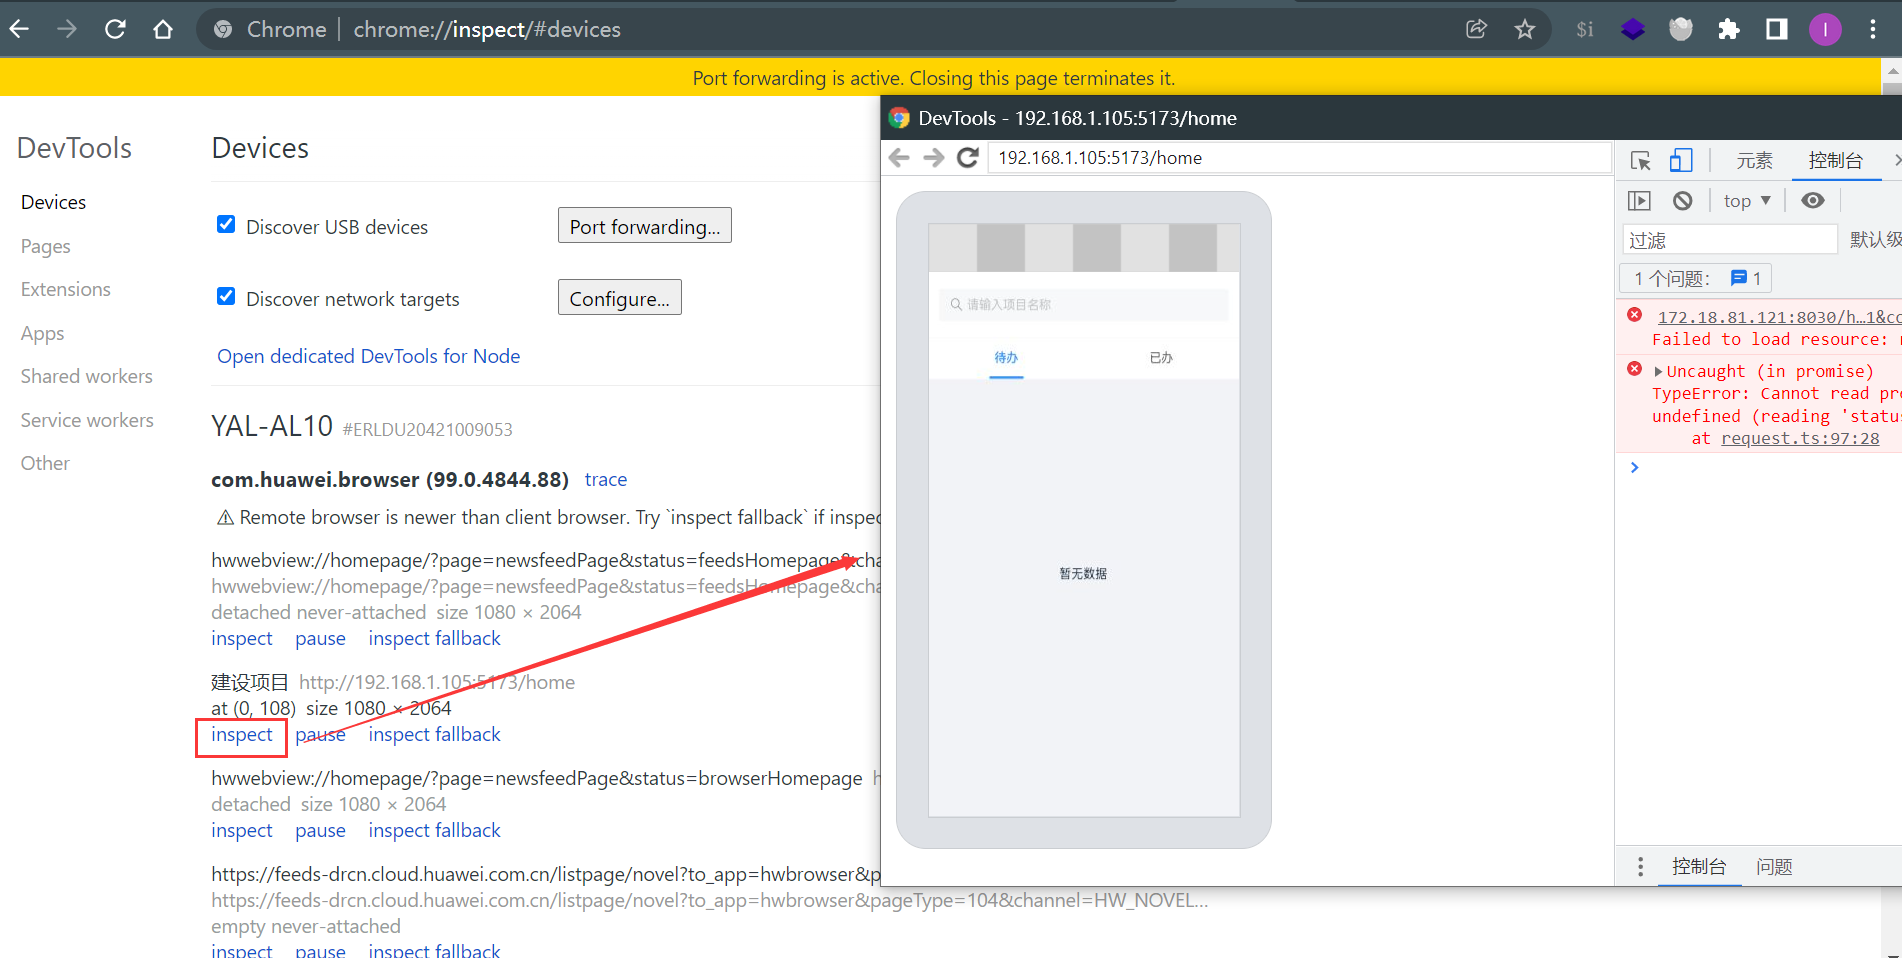 Chrome | chrome://inspect/#devices
$i
I
Port forwarding is active. Closing this page terminates it.
DevTools
Devices
Pages
Extensions
Apps
Shared workers
Service workers
Other
Devices
Discover USB devices
Port forwarding...
Discover network targets
Configure...
Open dedicated DevTools for Node
YAL-AL10 #ERLDU20421009053
com.huawei.browser (99.0.4844.88) trace
⚠ Remote browser is newer than client browser. Try `inspect fallback` if inspec
hwwebview://homepage/?page=newsfeedPage&status=feedsHomepage&cha
hwwebview://homepage/?page=newsfeedPage&status=feedsHomepage&cha
detached never-attached size 1080 × 2064
inspect pause inspect fallback
建设项目 http://192.168.1.105:5173/home
at (0, 108) size 1080 × 2064
inspect pause inspect fallback
hwwebview://homepage/?page=newsfeedPage&status=browserHomepage h
detached size 1080 × 2064
inspect pause inspect fallback
https://feeds-drcn.cloud.huawei.com.cn/listpage/novel?to_app=hwbrowser&p
https://feeds-drcn.cloud.huawei.com.cn/listpage/novel?to_app=hwbrowser&pageType=104&channel=HW_NOVEL...
empty never-attached
inspect pause inspect fallback
DevTools - 192.168.1.105:5173/home
192.168.1.105:5173/home
请输入项目名称
待办 已办
暂无数据
元素 控制台
top ▼
过滤 默认级
1 个问题: 1
172.18.81.121:8030/h…1&co
Failed to load resource: n
▶Uncaught (in promise)
TypeError: Cannot read pro
undefined (reading 'status
at request.ts:97:28
控制台 问题